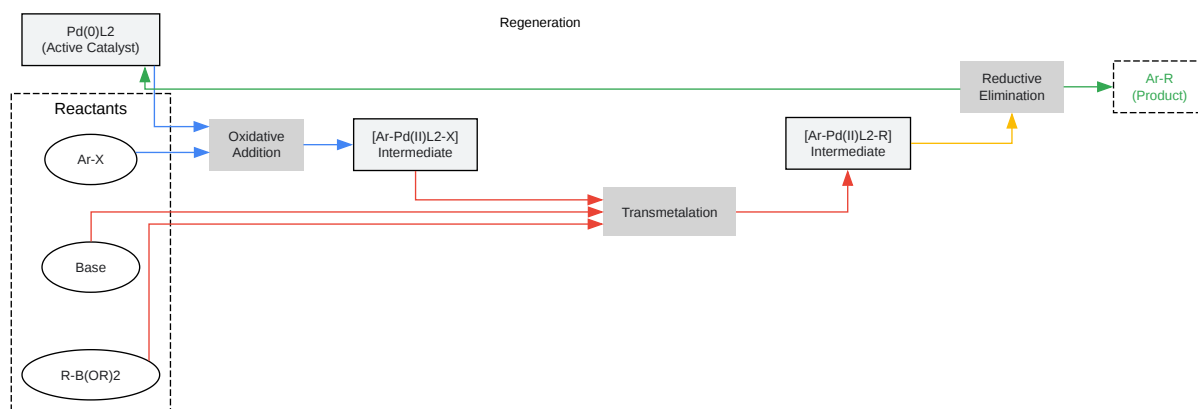 Regeneration
Pd(0)L2
(Active Catalyst)
Reactants
Ar-X
Base
R-B(OR)2
Oxidative
Addition
[Ar-Pd(II)L2-X]
Intermediate
Transmetalation
[Ar-Pd(II)L2-R]
Intermediate
Reductive
Elimination
Ar-R
(Product)